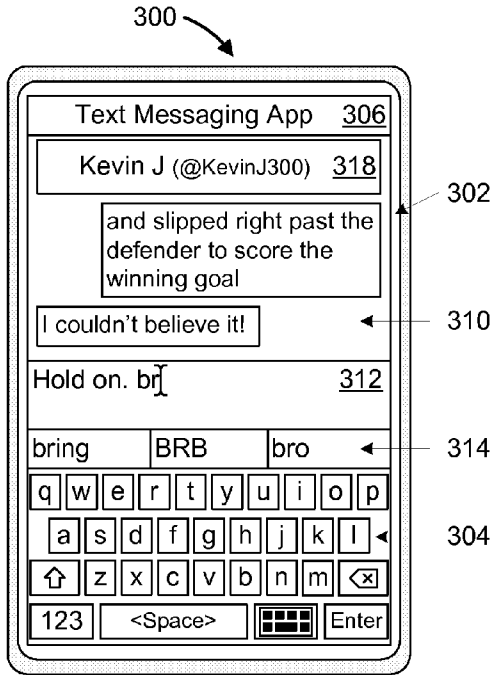 300
Text Messaging App 306
Kevin J (@KevinJ300) 318
302
and slipped right past the
defender to score the
winning goal
I couldn't believe it!
310
Hold on. br
312
bring BRB bro
314
q w e r t y u i o p
a s d f g h j k l
304
z x c v b n m
123 <Space> Enter